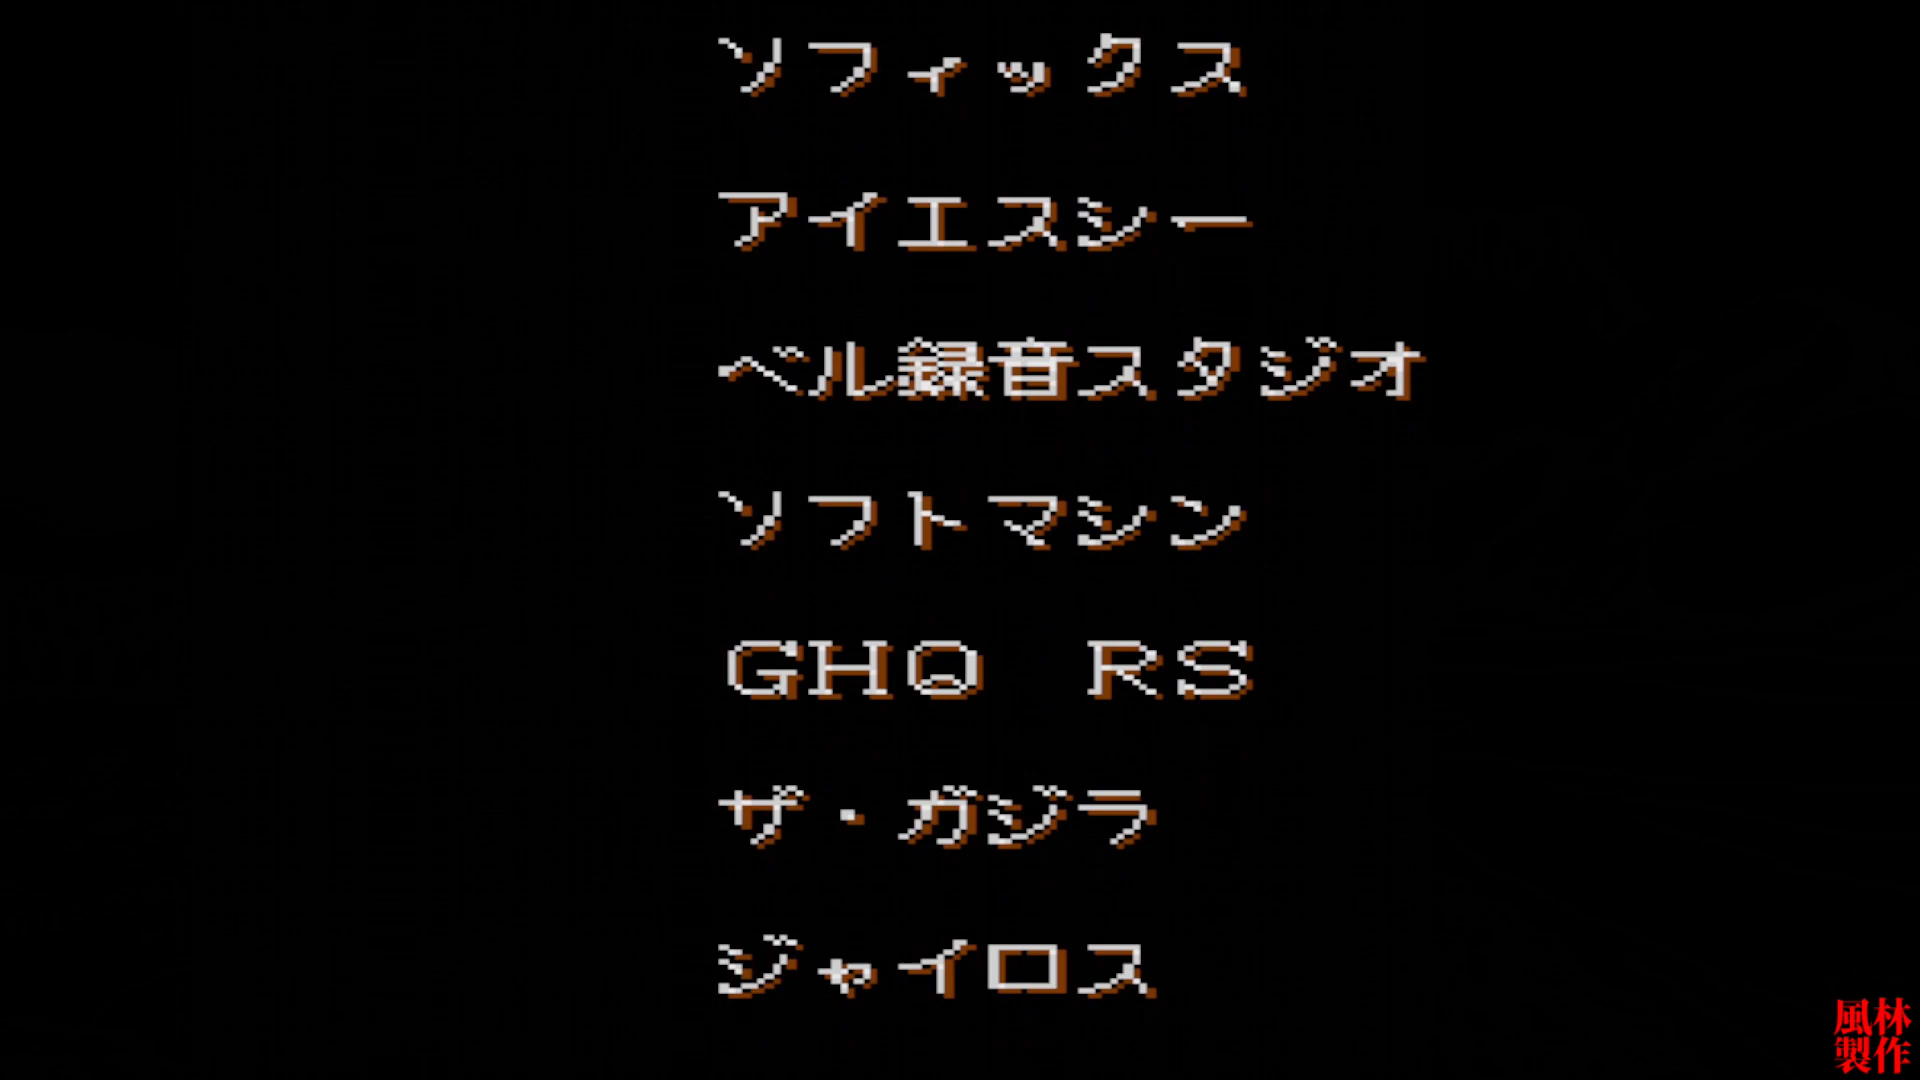 ソフィックス
アイエスシー
ベル録音スタジオ
ソフトマシン
GHQ RS
ザ・ガジラ
ジャイロス
風林
製作